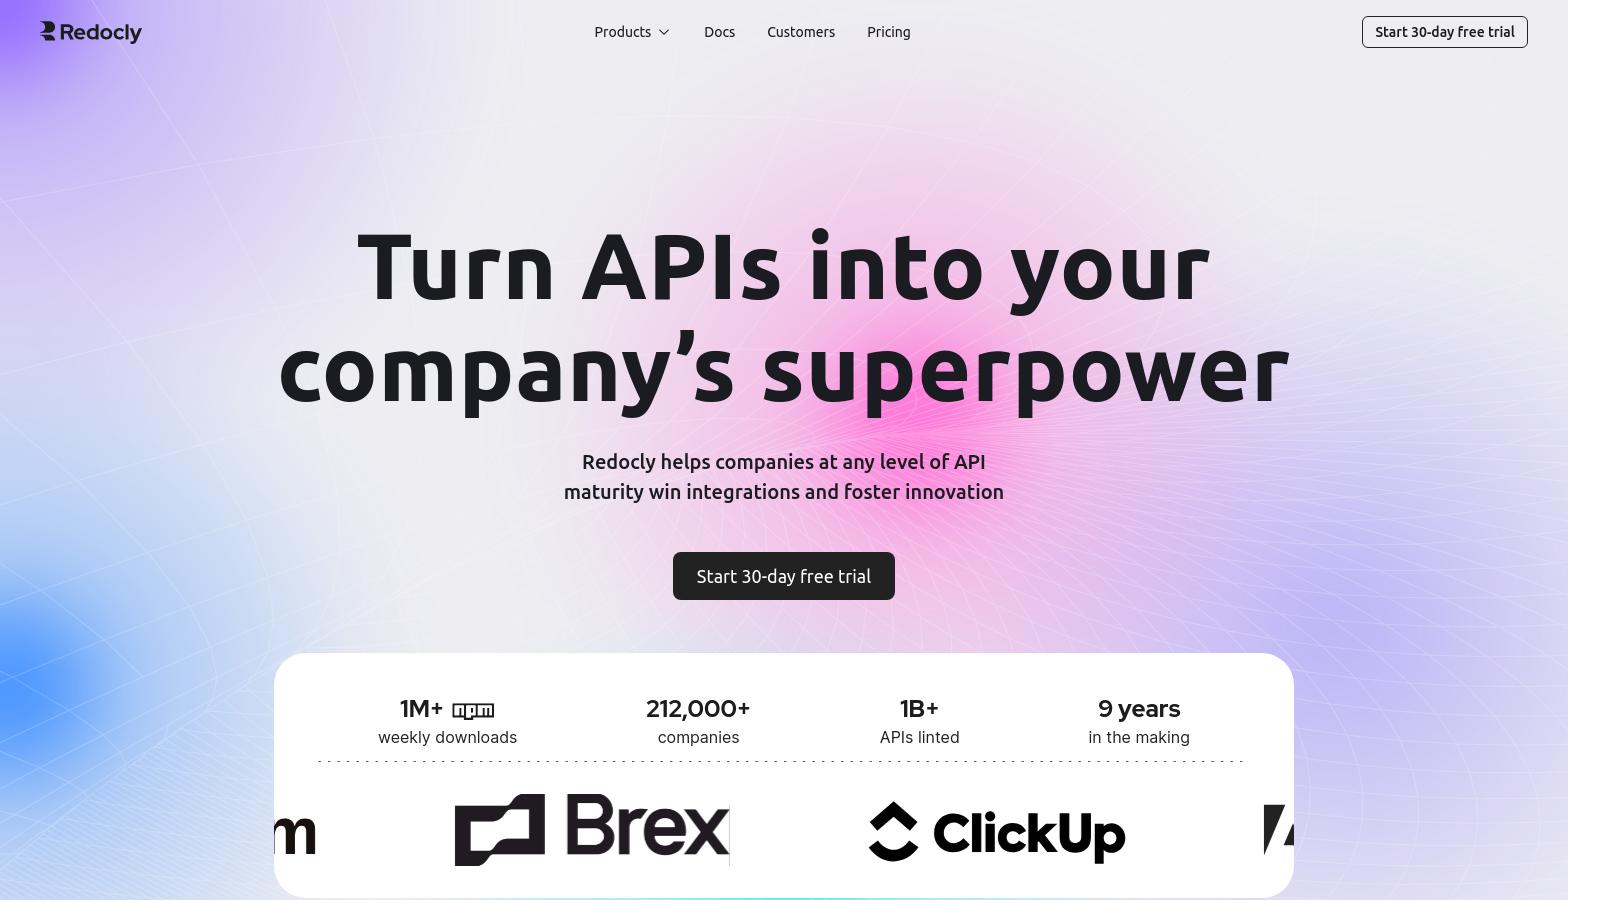 Redocly
Products
Docs
Customers
Pricing
Start 30-day free trial
Turn APIs into your
company’s superpower
Redocly helps companies at any level of API
maturity win integrations and foster innovation
Start 30-day free trial
1M+ npm
weekly downloads
212,000+
companies
1B+
APIs linted
9 years
in the making
m
Brex
ClickUp